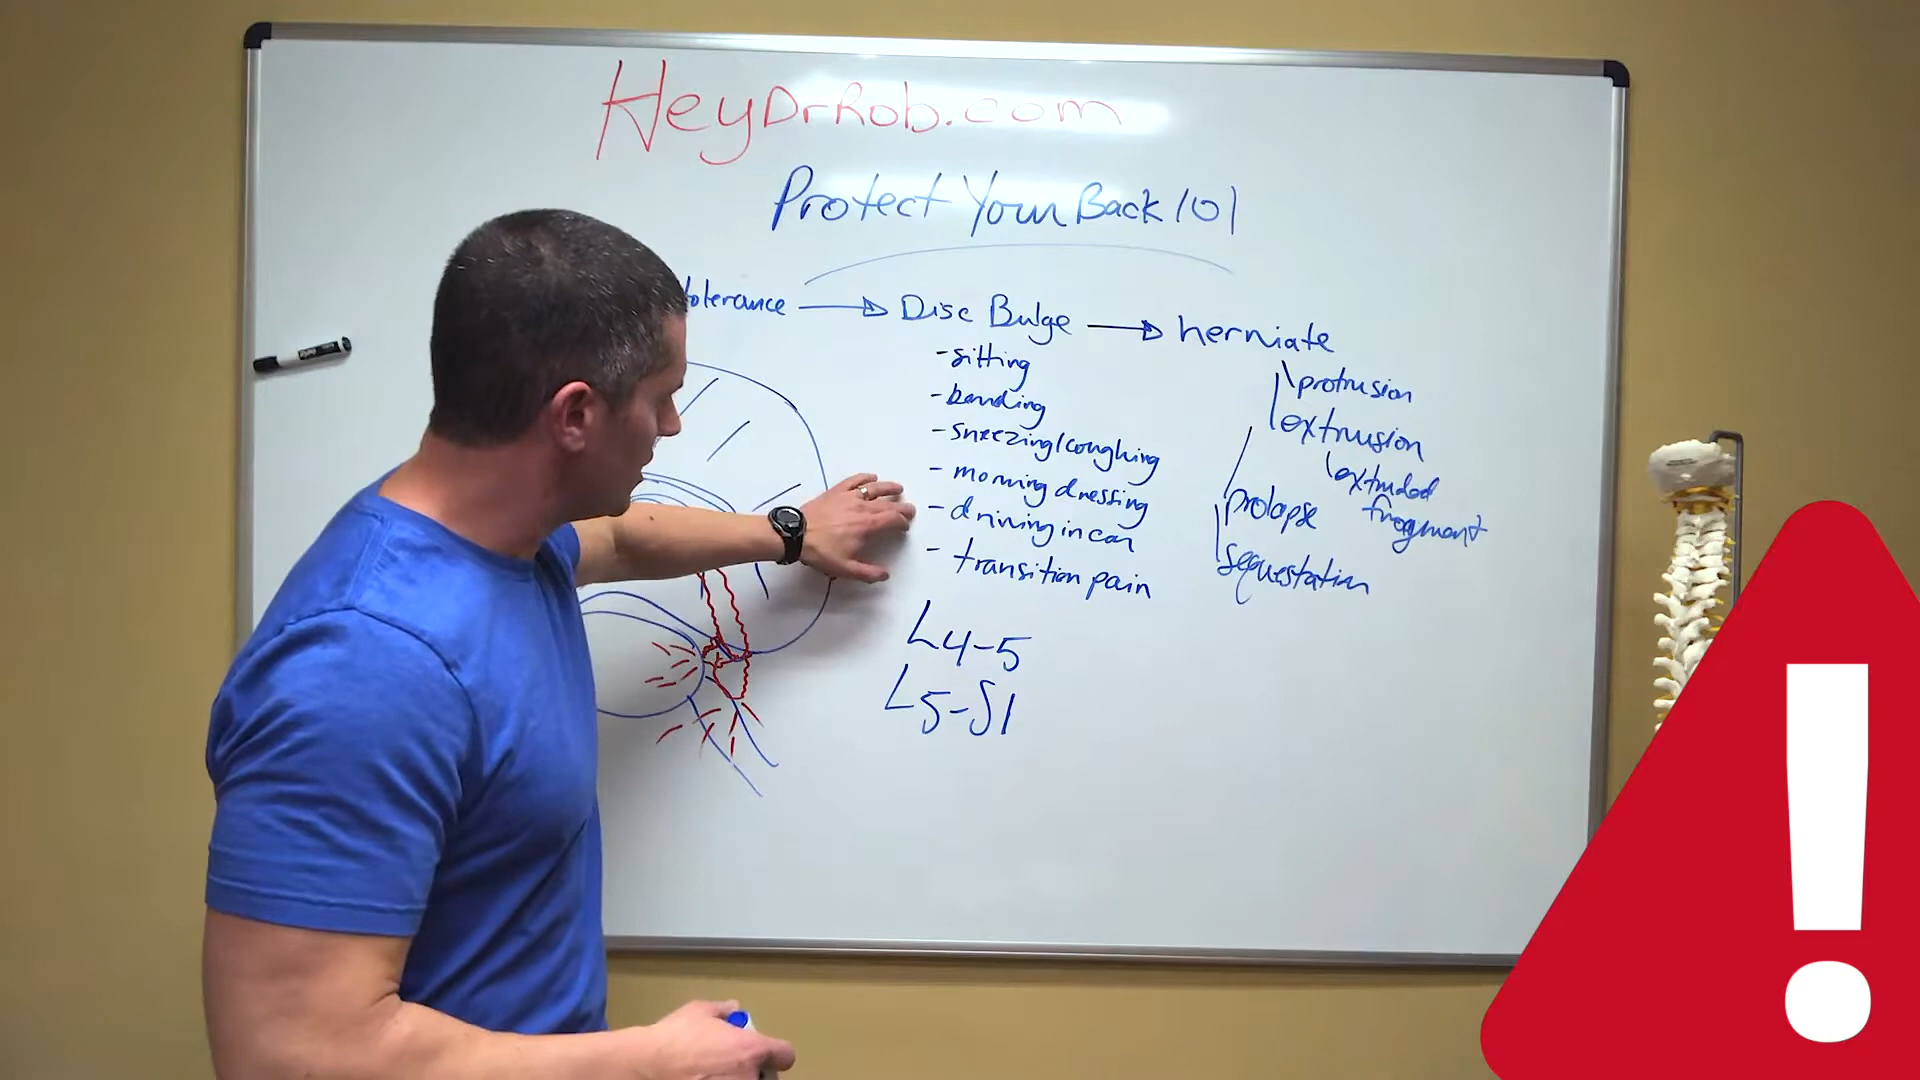 HeyDrRob.com
Protect Your Back 101
tolerance → Disc Bulge → herniate
- sitting
- bending
- sneezing/coughing
- morning dressing
- driving in car
- transition pain
L4-5
L5-S1
protrusion
extrusion
extruded
fragment
prolapse
sequestation
!